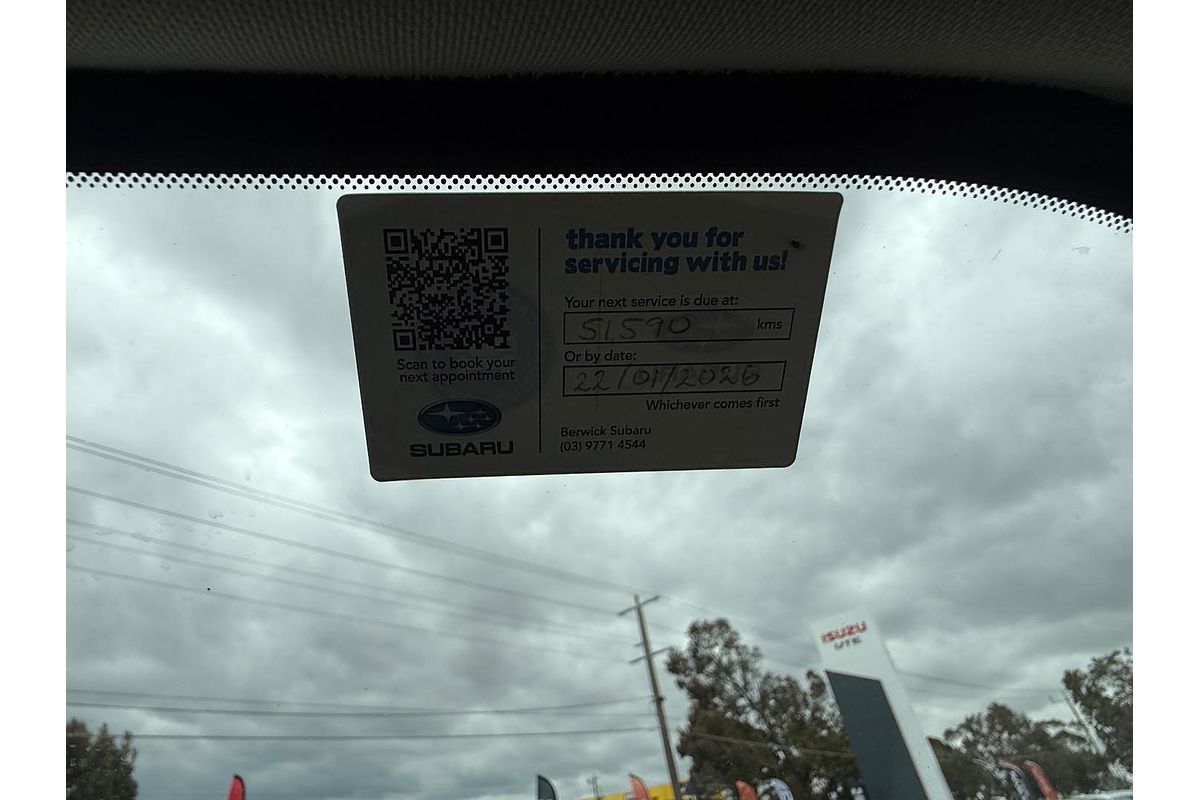 thank you for
servicing with us!
Your next service is due at:
51590 kms
Or by date:
22/01/2026
Whichever comes first
Berwick Subaru
(03) 9771 4544
Scan to book your
next appointment
SUBARU
ISUZU
UTE